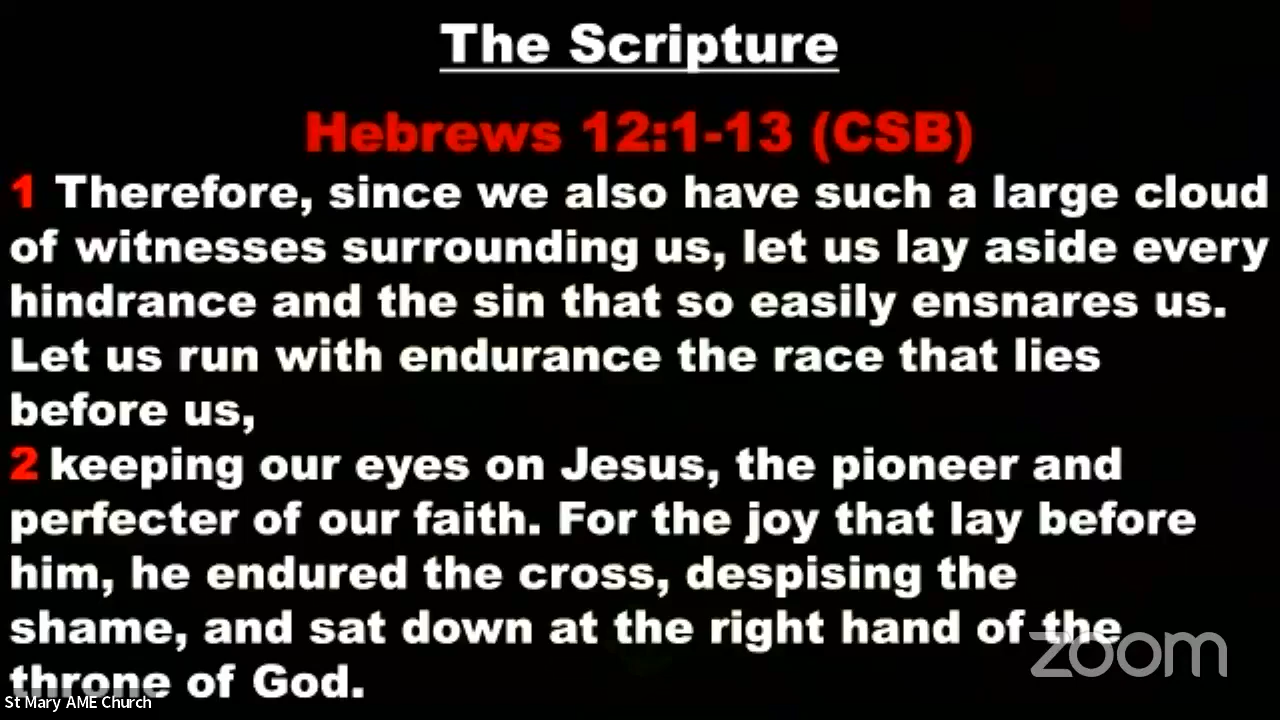 The Scripture
Hebrews 12:1-13 (CSB)
1 Therefore, since we also have such a large cloud
of witnesses surrounding us, let us lay aside every
hindrance and the sin that so easily ensnares us.
Let us run with endurance the race that lies
before us,
2 keeping our eyes on Jesus, the pioneer and
perfecter of our faith. For the joy that lay before
him, he endured the cross, despising the
shame, and sat down at the right hand of the
throne of God.
zoom
St Mary AME Church